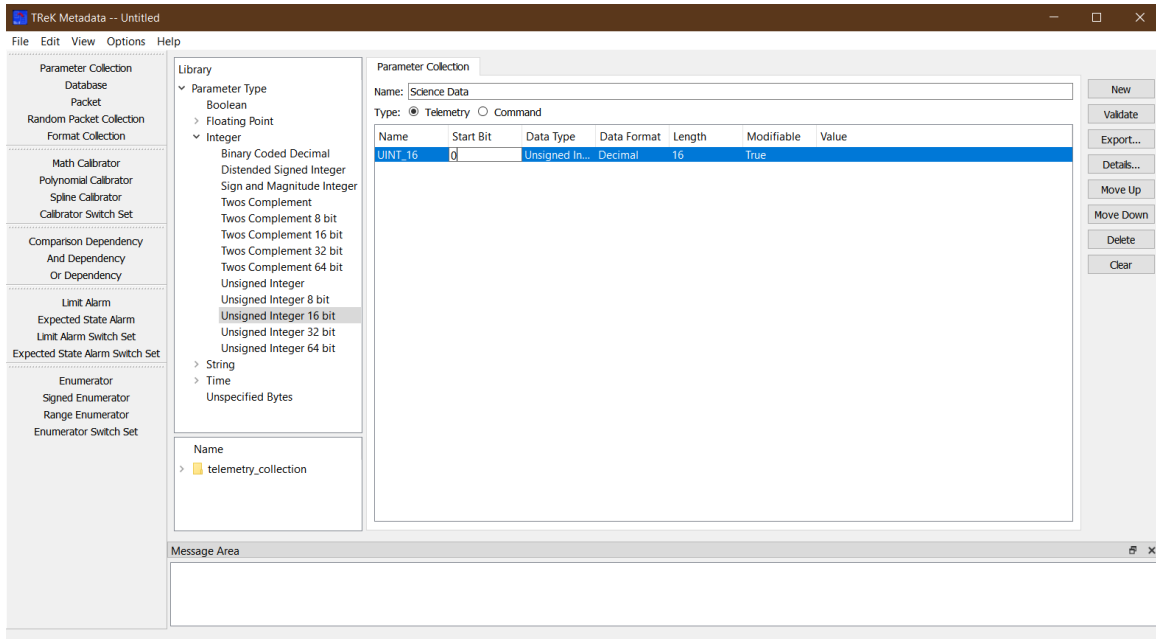 TReK Metadata -- Untitled
File Edit View Options Help
Parameter Collection
Database
Packet
Random Packet Collection
Format Collection
Math Calibrator
Polynomial Calibrator
Spline Calibrator
Calibrator Switch Set
Comparison Dependency
And Dependency
Or Dependency
Limit Alarm
Expected State Alarm
Limit Alarm Switch Set
Expected State Alarm Switch Set
Enumerator
Signed Enumerator
Range Enumerator
Enumerator Switch Set
Library
Parameter Type
Boolean
Floating Point
Integer
Binary Coded Decimal
Distended Signed Integer
Sign and Magnitude Integer
Twos Complement
Twos Complement 8 bit
Twos Complement 16 bit
Twos Complement 32 bit
Twos Complement 64 bit
Unsigned Integer
Unsigned Integer 8 bit
Unsigned Integer 16 bit
Unsigned Integer 32 bit
Unsigned Integer 64 bit
String
Time
Unspecified Bytes
Name
telemetry_collection
Parameter Collection
Name: Science Data
Type: Telemetry Command
Name Start Bit Data Type Data Format Length Modifiable Value
UINT_16 0 Unsigned In... Decimal 16 True
New
Validate
Export...
Details...
Move Up
Move Down
Delete
Clear
Message Area